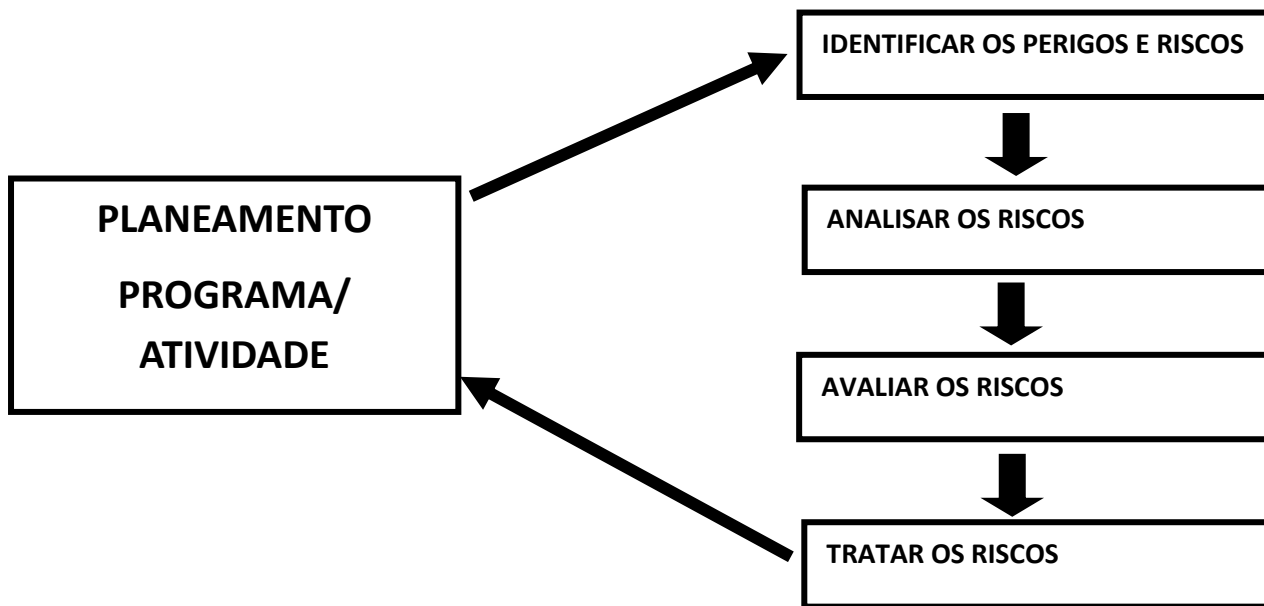 PLANEAMENTO
PROGRAMA/
ATIVIDADE
IDENTIFICAR OS PERIGOS E RISCOS
ANALISAR OS RISCOS
AVALIAR OS RISCOS
TRATAR OS RISCOS